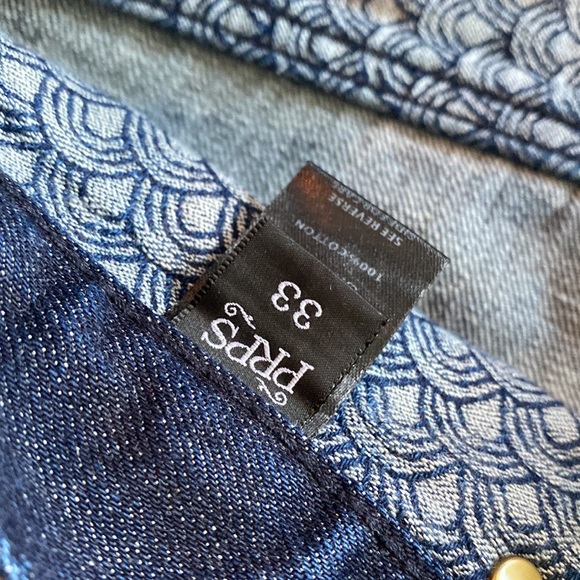 PRPS
33
100% COTTON
SEE REVERSE